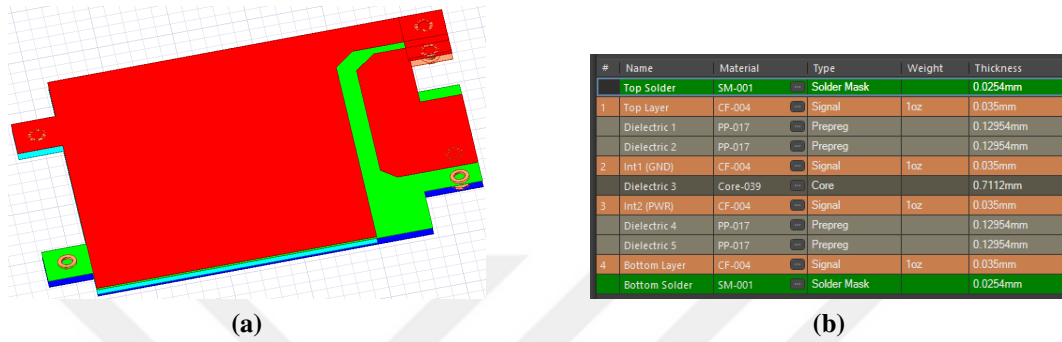 # Name Material Type Weight Thickness
Top Solder SM-001 Solder Mask 0.0254mm
1 Top Layer CF-004 Signal 1oz 0.035mm
Dielectric 1 PP-017 Prepreg 0.12954mm
Dielectric 2 PP-017 Prepreg 0.12954mm
2 Int1 (GND) CF-004 Signal 1oz 0.035mm
Dielectric 3 Core-039 Core 0.7112mm
3 Int2 (PWR) CF-004 Signal 1oz 0.035mm
Dielectric 4 PP-017 Prepreg 0.12954mm
Dielectric 5 PP-017 Prepreg 0.12954mm
4 Bottom Layer CF-004 Signal 1oz 0.035mm
Bottom Solder SM-001 Solder Mask 0.0254mm
(a) (b)